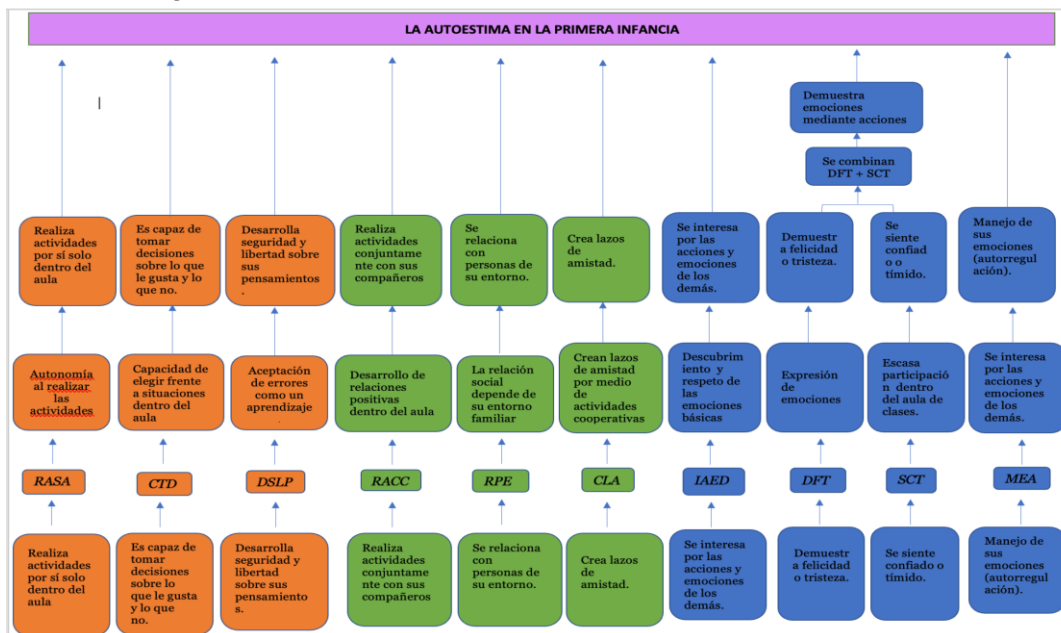 LA AUTOESTIMA EN LA PRIMERA INFANCIA
Demuestra
emociones
mediante acciones
Se combinan
DFT + SCT
Realiza
actividades
por sí solo
dentro del
aula
Es capaz de
tomar
decisiones
sobre lo que
le gusta y lo
que no.
Desarrolla
seguridad y
libertad sobre
sus
pensamientos
.
Realiza
actividades
conjuntame
nte con sus
compañeros
Se
relaciona
con
personas de
su entorno.
Crea lazos
de
amistad.
Se interesa
por las
acciones y
emociones
de los
demás.
Demuestr
a felicidad
o tristeza.
Se
siente
confiad
o o
tímido.
Manejo de
sus
emociones
(autorregul
ación).
Autonomía
al realizar
las
actividades
Capacidad de
elegir frente
a situaciones
dentro del
aula
Aceptación
de errores
como un
aprendizaje
.
Desarrollo de
relaciones
positivas
dentro del aula
La relación
social
depende de
su entorno
familiar
Crean lazos
de amistad
por medio
de
actividades
cooperativas
Descubrim
iento y
respeto de
las
emociones
básicas
Expresión
de
emociones
Escasa
participació
n dentro
del aula de
clases.
Se interesa
por las
acciones y
emociones
de los
demás.
RASA
CTD
DSLP
RACC
RPE
CLA
IAED
DFT
SCT
MEA
Realiza
actividades
por sí solo
dentro del
aula
Es capaz de
tomar
decisiones
sobre lo
que le gusta
y lo que
no.
Desarrolla
seguridad y
libertad
sobre sus
pensamiento
s.
Realiza
actividades
conjuntame
nte con sus
compañeros
Se relaciona
con
personas de
su entorno.
Crea lazos
de
amistad.
Se interesa
por las
acciones y
emociones
de los
demás.
Demuestr
a felicidad
o tristeza.
Se siente
confiado o
tímido.
Manejo de
sus
emociones
(autorregul
ación).